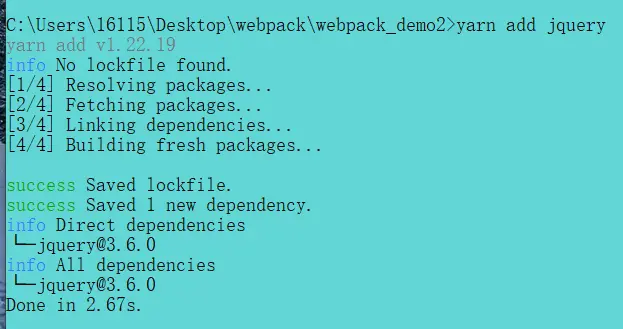 C:\Users\16115\Desktop\webpack\webpack_demo2>yarn add jquery
yarn add v1.22.19
info No lockfile found.
[1/4] Resolving packages...
[2/4] Fetching packages...
[3/4] Linking dependencies...
[4/4] Building fresh packages...
success Saved lockfile.
success Saved 1 new dependency.
info Direct dependencies
└─jquery@3.6.0
info All dependencies
└─jquery@3.6.0
Done in 2.67s.